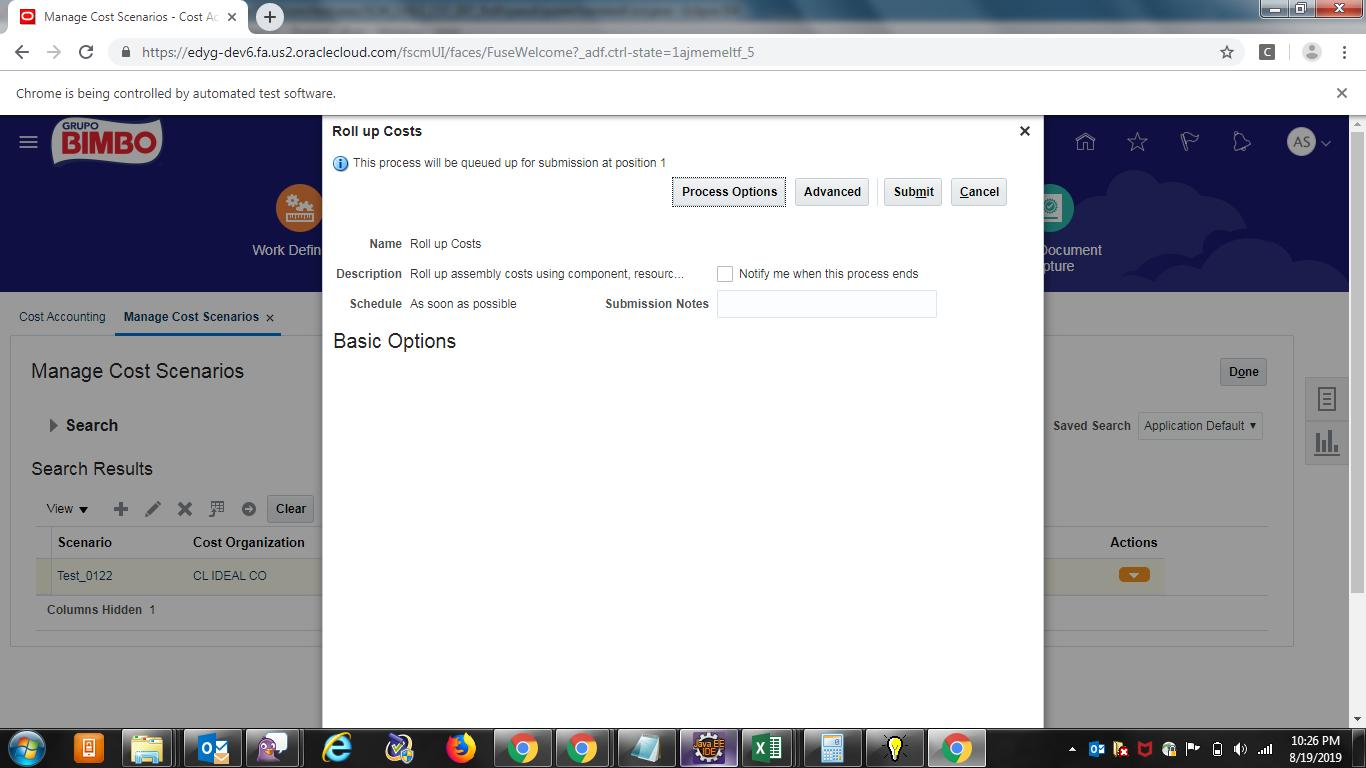 Manage Cost Scenarios - Cost Ac
https://edyg-dev6.fa.us2.oraclecloud.com/fscmUI/faces/FuseWelcome?_adf.ctrl-state=1ajmemeltf_5
C
Chrome is being controlled by automated test software.
GRUPO
BIMBO
AS
Work Defin
Document
pture
Roll up Costs
This process will be queued up for submission at position 1
Process Options
Advanced
Submit
Cancel
Name Roll up Costs
Description Roll up assembly costs using component, resourc...
Notify me when this process ends
Schedule As soon as possible
Submission Notes
Basic Options
Cost Accounting
Manage Cost Scenarios
Manage Cost Scenarios
Done
Search
Saved Search Application Default
Search Results
View
Clear
Scenario Cost Organization Actions
Test_0122 CL IDEAL CO
Columns Hidden 1
Java EE
IDE
10:26 PM
8/19/2019